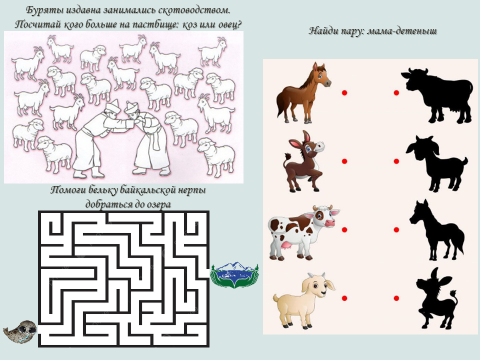 Буряты издавна занимались скотоводством.
Посчитай кого больше на пастбище: коз или овец?
Найди пару: мама-детеныш
Помоги бельку байкальской нерпы
добраться до озера